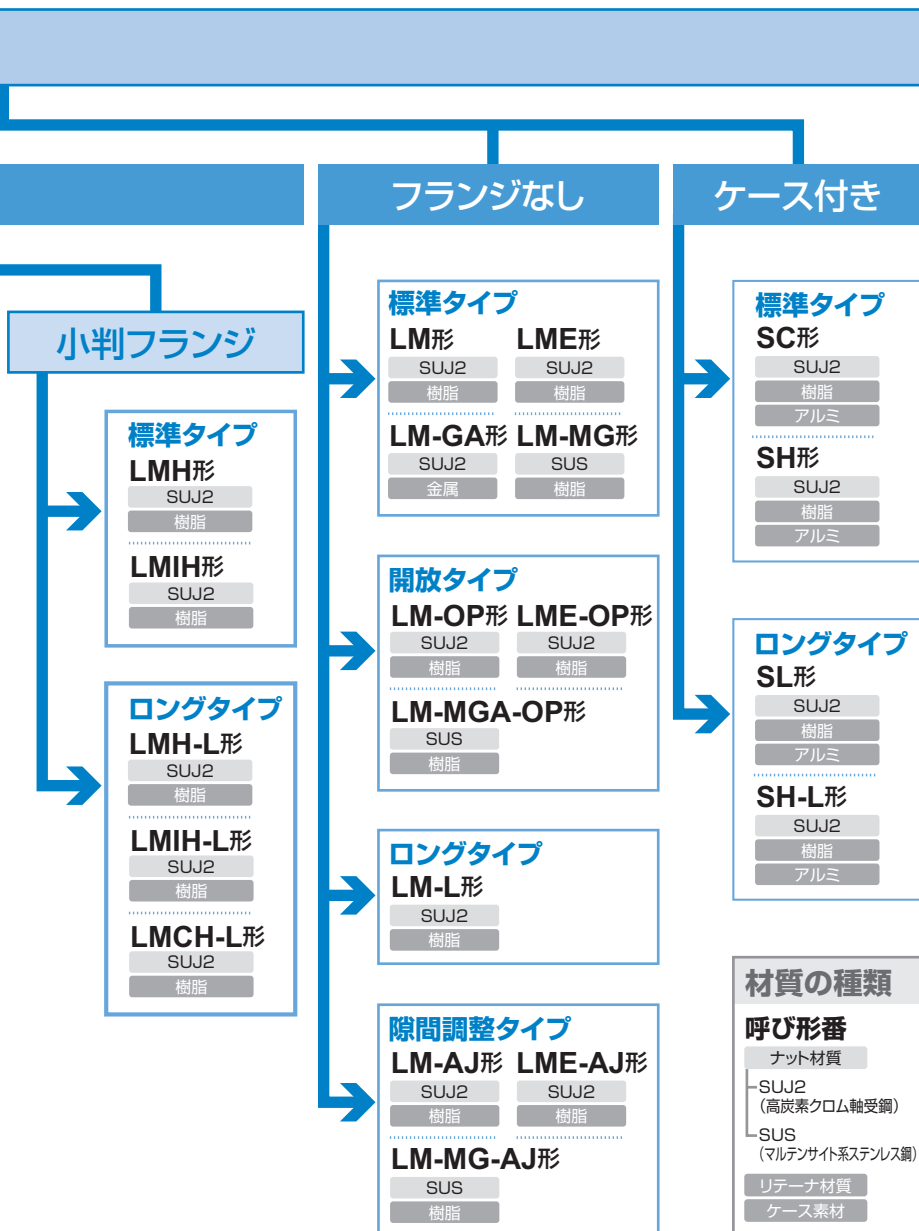 小判フランジ
標準タイプ
LMH形
SUJ2
樹脂
LMIH形
SUJ2
樹脂
ロングタイプ
LMH-L形
SUJ2
樹脂
LMIH-L形
SUJ2
樹脂
LMCH-L形
SUJ2
樹脂
フランジなし
標準タイプ
LM形 LME形
SUJ2 SUJ2
樹脂 樹脂
LM-GA形 LM-MG形
SUJ2 SUS
金属 樹脂
開放タイプ
LM-OP形 LME-OP形
SUJ2 SUJ2
樹脂 樹脂
LM-MGA-OP形
SUS
樹脂
ロングタイプ
LM-L形
SUJ2
樹脂
隙間調整タイプ
LM-AJ形 LME-AJ形
SUJ2 SUJ2
樹脂 樹脂
LM-MG-AJ形
SUS
樹脂
ケース付き
標準タイプ
SC形
SUJ2
樹脂
アルミ
SH形
SUJ2
樹脂
アルミ
ロングタイプ
SL形
SUJ2
樹脂
アルミ
SH-L形
SUJ2
樹脂
アルミ
材質の種類
呼び形番
ナット材質
SUJ2
(高炭素クロム軸受鋼)
SUS
(マルテンサイト系ステンレス鋼)
リテーナ材質
ケース素材